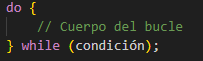 do {
    // Cuerpo del bucle
} while (condición);